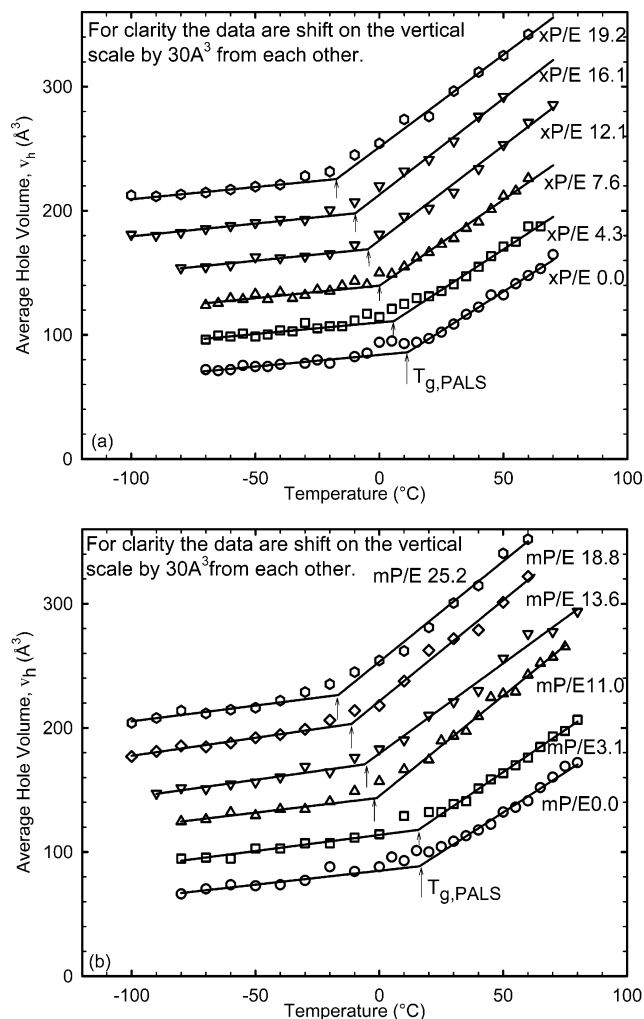 For clarity the data are shift on the vertical
scale by 30A³ from each other.
xP/E 19.2
xP/E 16.1
xP/E 12.1
xP/E 7.6
xP/E 4.3
xP/E 0.0
Tg,PALS
300
200
100
0
Average Hole Volume, νh (Å³)
(a)
-100
-50
0
50
100
Temperature (°C)
For clarity the data are shift on the vertical
scale by 30A³from each other.
mP/E 25.2
mP/E 18.8
mP/E 13.6
mP/E11.0
mP/E3.1
mP/E0.0
Tg,PALS
300
200
100
0
Average Hole Volume, νh (Å³)
(b)
-100
-50
0
50
100
Temperature (°C)